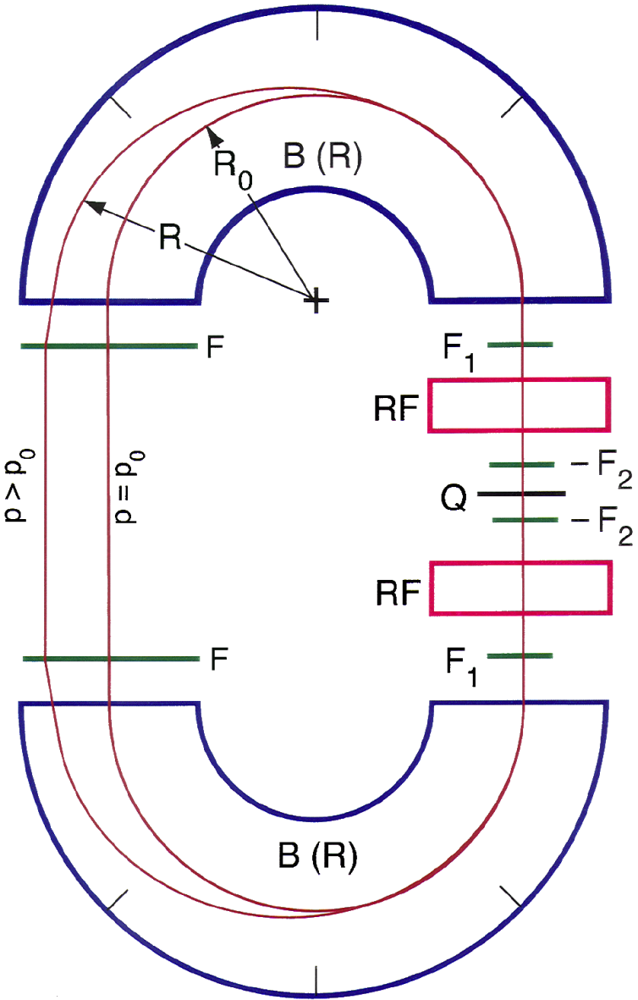 B (R)
R₀
R
F
F₁
RF
p > p₀
p = p₀
– F₂
Q
– F₂
RF
F
F₁
B (R)